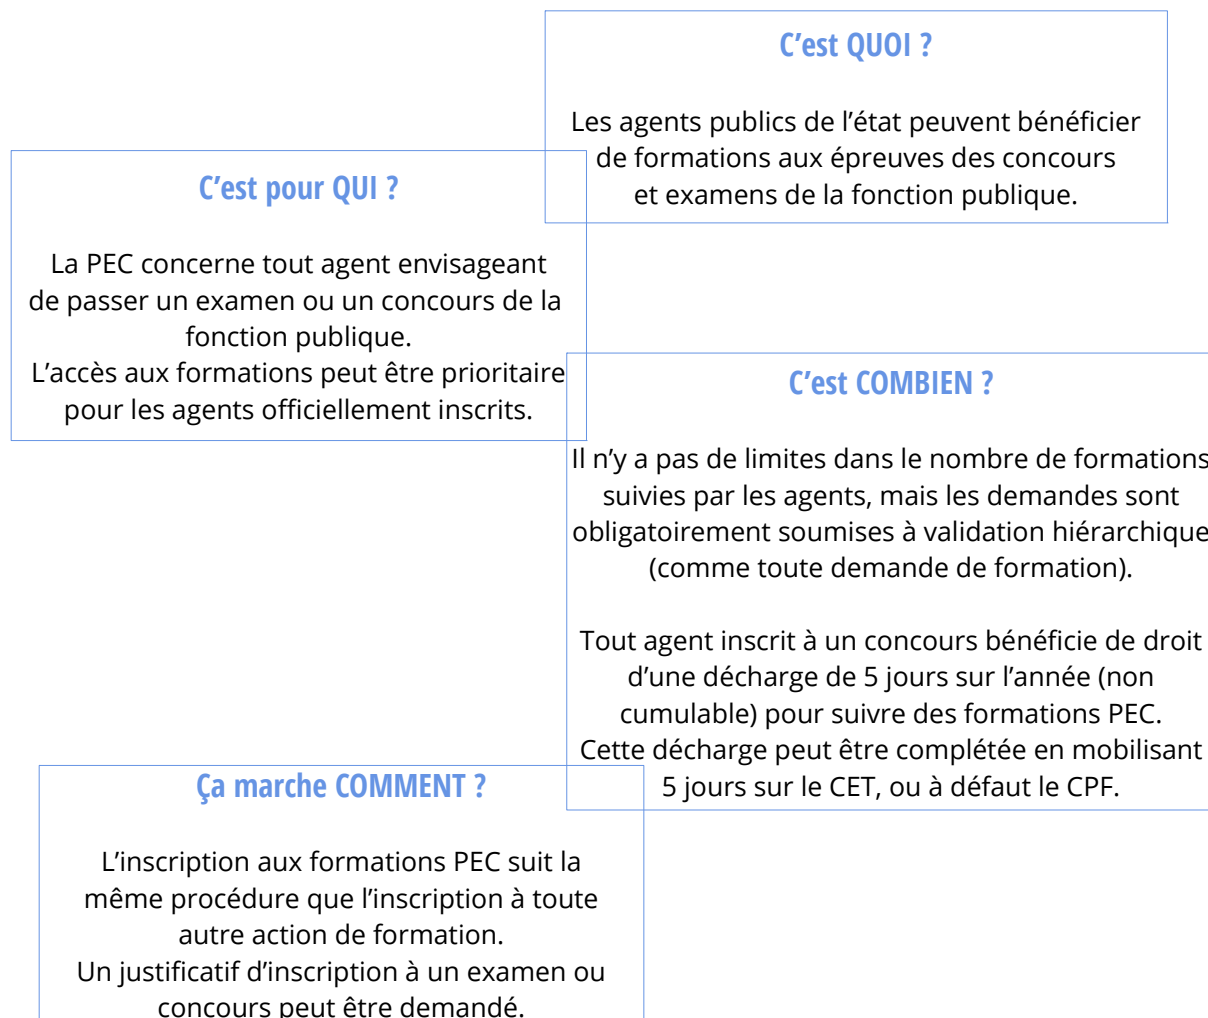 C’est QUOI ?
Les agents publics de l’état peuvent bénéficier
de formations aux épreuves des concours
et examens de la fonction publique.
C’est pour QUI ?
La PEC concerne tout agent envisageant
de passer un examen ou un concours de la
fonction publique.
L’accès aux formations peut être prioritaire
pour les agents officiellement inscrits.
C’est COMBIEN ?
Il n’y a pas de limites dans le nombre de formations
suivies par les agents, mais les demandes sont
obligatoirement soumises à validation hiérarchique
(comme toute demande de formation).
Tout agent inscrit à un concours bénéficie de droit
d’une décharge de 5 jours sur l’année (non
cumulable) pour suivre des formations PEC.
Cette décharge peut être complétée en mobilisant
5 jours sur le CET, ou à défaut le CPF.
Ça marche COMMENT ?
L’inscription aux formations PEC suit la
même procédure que l’inscription à toute
autre action de formation.
Un justificatif d’inscription à un examen ou
concours peut être demandé.